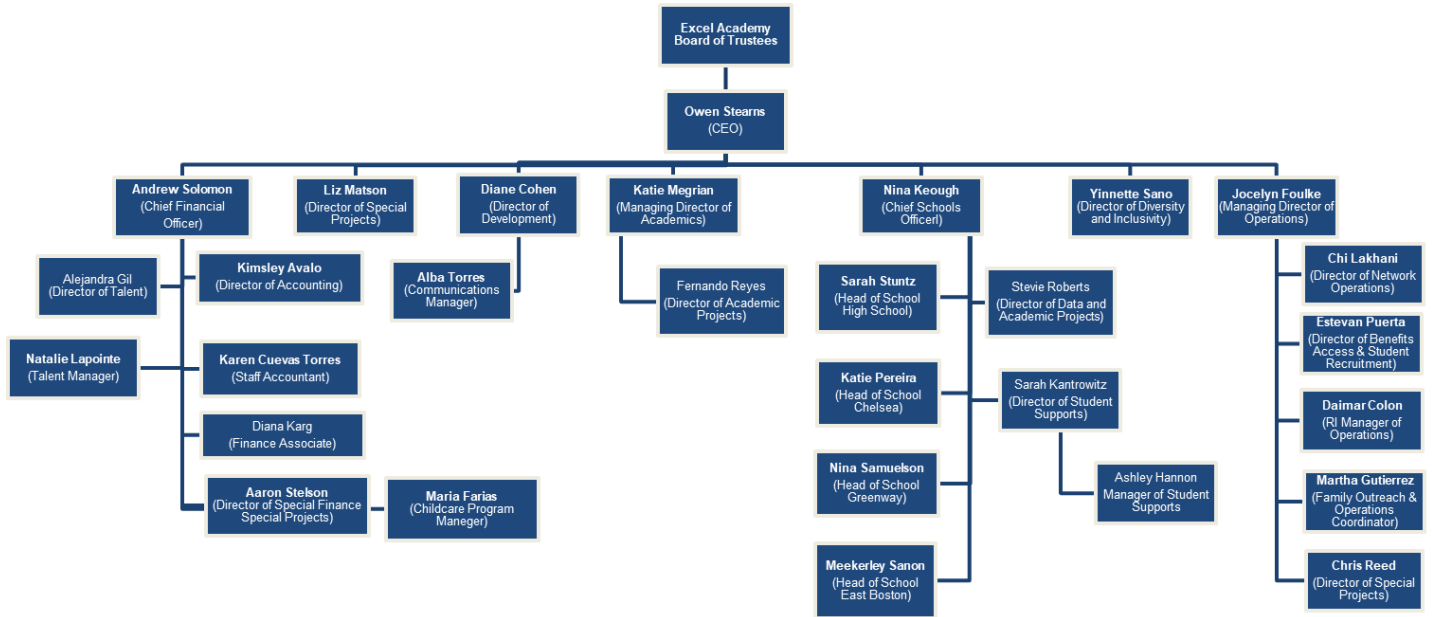 Excel Academy
Board of Trustees
Owen Stearns
(CEO)
Andrew Solomon
(Chief Financial
Officer)
Liz Matson
(Director of Special
Projects)
Diane Cohen
(Director of
Development)
Katie Megrian
(Managing Director of
Academics)
Nina Keough
(Chief Schools
Officerl)
Yinnette Sano
(Director of Diversity
and Inclusivity)
Jocelyn Foulke
(Managing Director of
Operations)
Alejandra Gil
(Director of Talent)
Kimsley Avalo
(Director of Accounting)
Natalie Lapointe
(Talent Manager)
Karen Cuevas Torres
(Staff Accountant)
Diana Karg
(Finance Associate)
Aaron Stelson
(Director of Special Finance
Special Projects)
Maria Farias
(Childcare Program
Maneger)
Alba Torres
(Communications
Manager)
Fernando Reyes
(Director of Academic
Projects)
Sarah Stuntz
(Head of School
High School)
Stevie Roberts
(Director of Data and
Academic Projects)
Katie Pereira
(Head of School
Chelsea)
Sarah Kantrowitz
(Director of Student
Supports)
Nina Samuelson
(Head of School
Greenway)
Ashley Hannon
Manager of Student
Supports
Meekerley Sanon
(Head of School
East Boston)
Chi Lakhani
(Director of Network
Operations)
Estevan Puerta
(Director of Benefits
Access & Student
Recruitment)
Daimar Colon
(RI Manager of
Operations)
Martha Gutierrez
(Family Outreach &
Operations
Coordinator)
Chris Reed
(Director of Special
Projects)